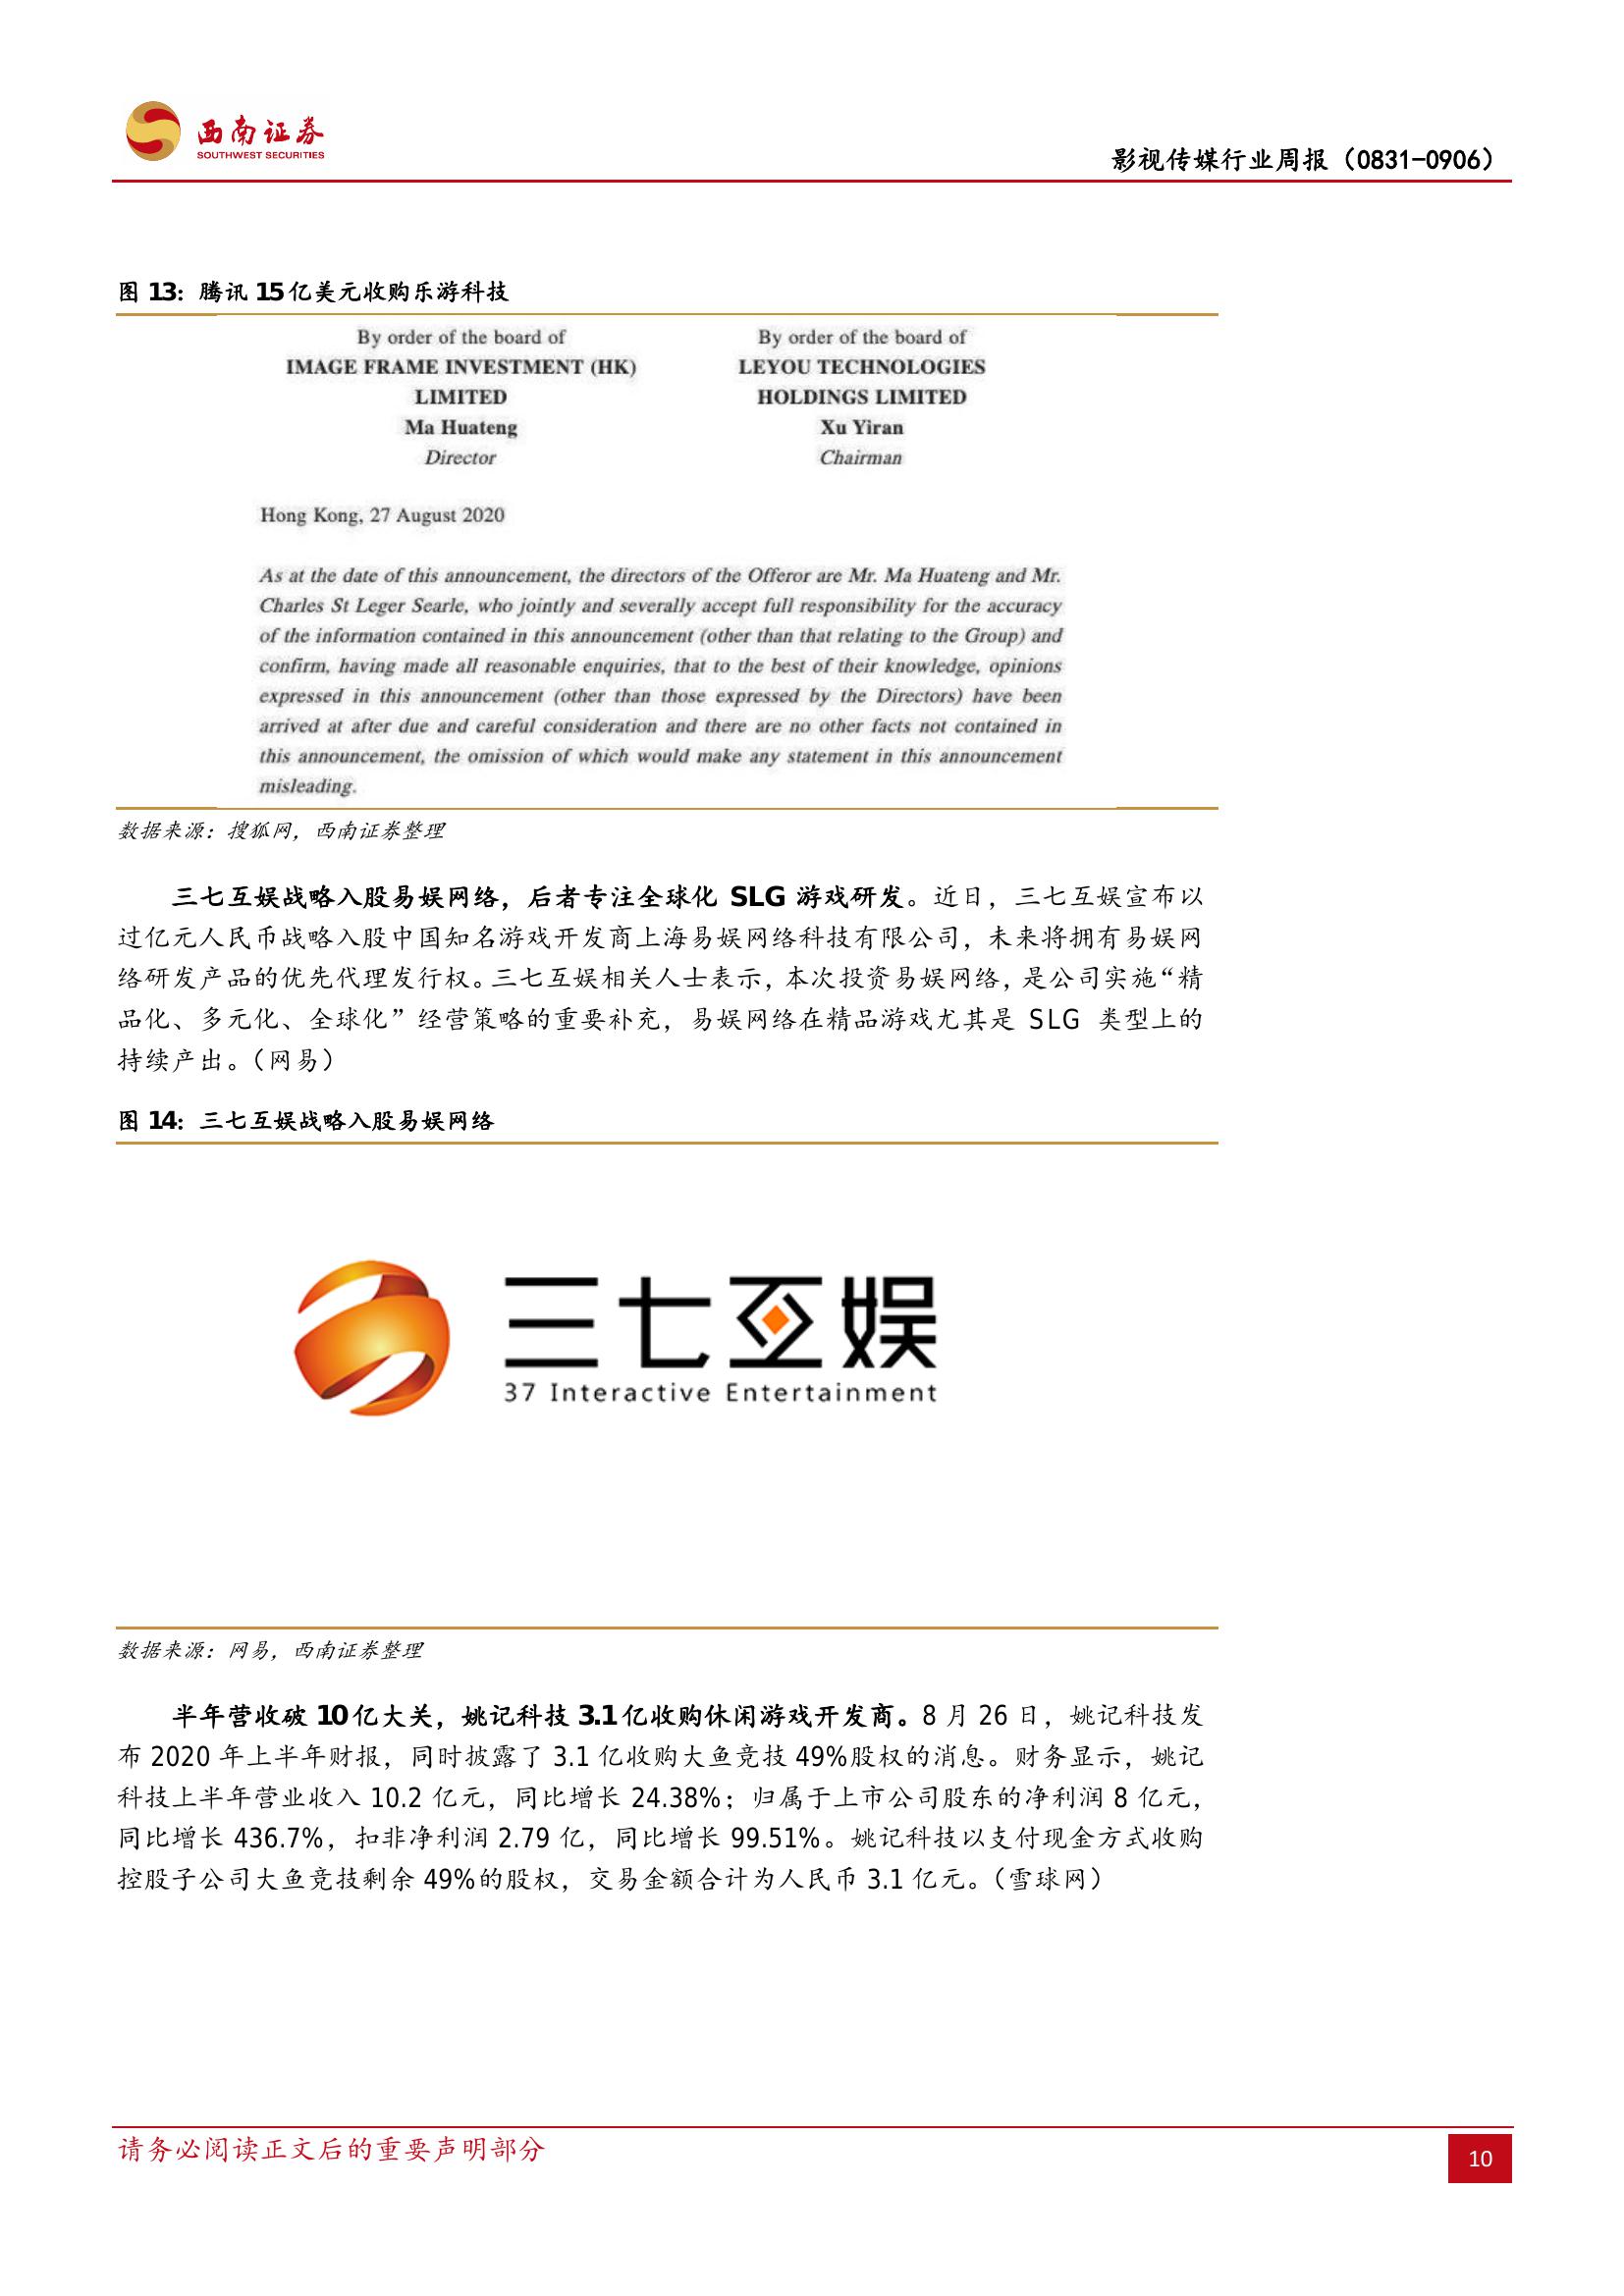 西南证券
SOUTHWEST SECURITIES
影视传媒行业周报（0831-0906）
图 13：腾讯 15 亿美元收购乐游科技
By order of the board of
IMAGE FRAME INVESTMENT (HK)
LIMITED
Ma Huateng
Director
By order of the board of
LEYOU TECHNOLOGIES
HOLDINGS LIMITED
Xu Yiran
Chairman
Hong Kong, 27 August 2020
As at the date of this announcement, the directors of the Offeror are Mr. Ma Huateng and Mr.
Charles St Leger Searle, who jointly and severally accept full responsibility for the accuracy
of the information contained in this announcement (other than that relating to the Group) and
confirm, having made all reasonable enquiries, that to the best of their knowledge, opinions
expressed in this announcement (other than those expressed by the Directors) have been
arrived at after due and careful consideration and there are no other facts not contained in
this announcement, the omission of which would make any statement in this announcement
misleading.
数据来源：搜狐网，西南证券整理
三七互娱战略入股易娱网络，后者专注全球化 SLG 游戏研发。近日，三七互娱宣布以
过亿元人民币战略入股中国知名游戏开发商上海易娱网络科技有限公司，未来将拥有易娱网
络研发产品的优先代理发行权。三七互娱相关人士表示，本次投资易娱网络，是公司实施“精
品化、多元化、全球化”经营策略的重要补充，易娱网络在精品游戏尤其是 SLG 类型上的
持续产出。（网易）
图 14：三七互娱战略入股易娱网络
三七互娱
37 Interactive Entertainment
数据来源：网易，西南证券整理
半年营收破 10 亿大关，姚记科技 3.1 亿收购休闲游戏开发商。8 月 26 日，姚记科技发
布 2020 年上半年财报，同时披露了 3.1 亿收购大鱼竞技 49%股权的消息。财务显示，姚记
科技上半年营业收入 10.2 亿元，同比增长 24.38%；归属于上市公司股东的净利润 8 亿元，
同比增长 436.7%，扣非净利润 2.79 亿，同比增长 99.51%。姚记科技以支付现金方式收购
控股子公司大鱼竞技剩余 49%的股权，交易金额合计为人民币 3.1 亿元。（雪球网）
请务必阅读正文后的重要声明部分
10